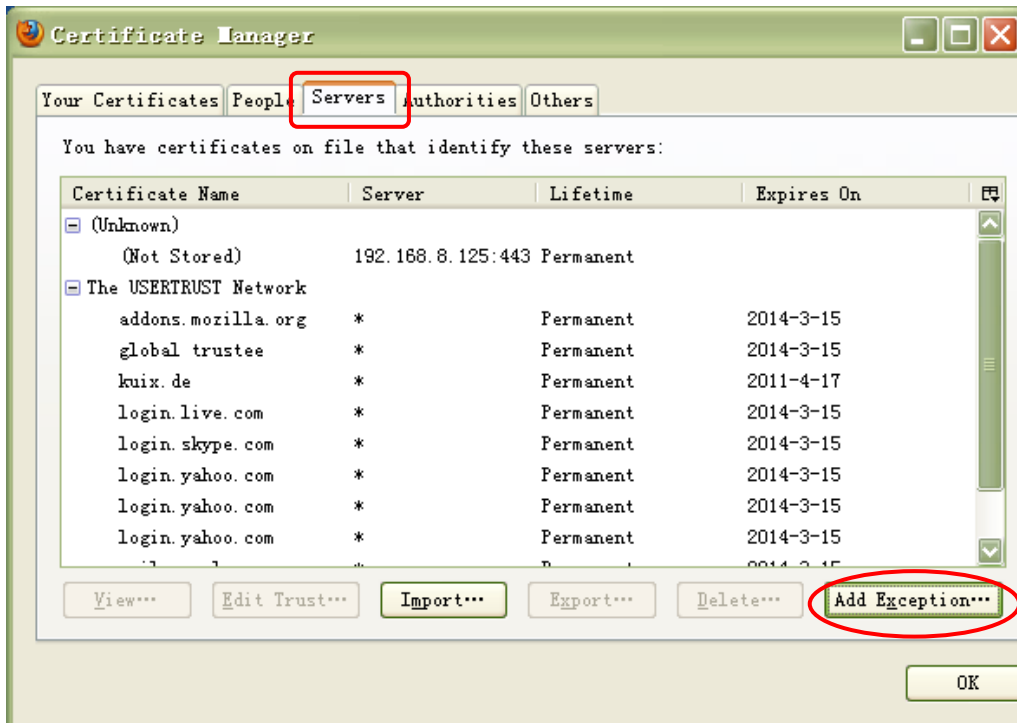 Certificate Manager
Your Certificates People Servers Authorities Others
You have certificates on file that identify these servers:
Certificate Name Server Lifetime Expires On
(Unknown)
(Not Stored) 192.168.8.125:443 Permanent
The USERTRUST Network
addons.mozilla.org * Permanent 2014-3-15
global trustee * Permanent 2014-3-15
kuix.de * Permanent 2011-4-17
login.live.com * Permanent 2014-3-15
login.skype.com * Permanent 2014-3-15
login.yahoo.com * Permanent 2014-3-15
login.yahoo.com * Permanent 2014-3-15
login.yahoo.com * Permanent 2014-3-15
View… Edit Trust… Import… Export… Delete… Add Exception…
OK